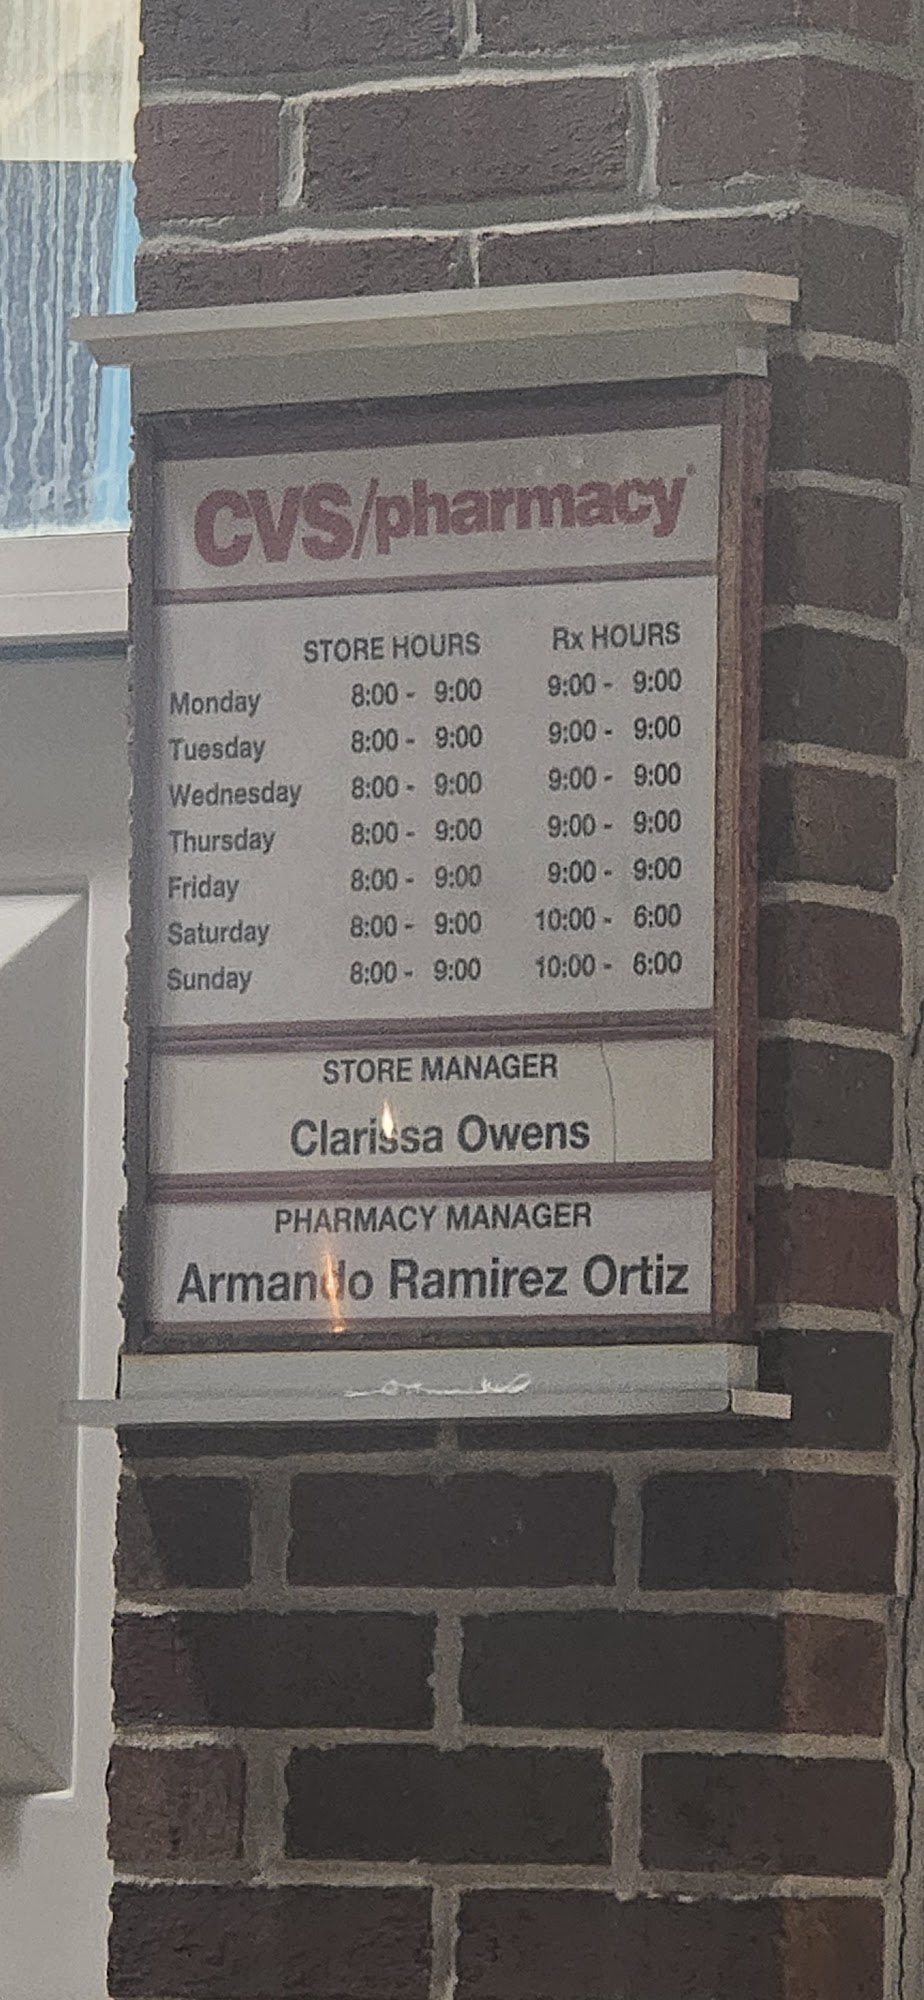 CVS/pharmacy
STORE HOURS Rx HOURS
Monday 8:00 - 9:00 9:00 - 9:00
Tuesday 8:00 - 9:00 9:00 - 9:00
Wednesday 8:00 - 9:00 9:00 - 9:00
Thursday 8:00 - 9:00 9:00 - 9:00
Friday 8:00 - 9:00 9:00 - 9:00
Saturday 8:00 - 9:00 10:00 - 6:00
Sunday 8:00 - 9:00 10:00 - 6:00
STORE MANAGER
Clarissa Owens
PHARMACY MANAGER
Armando Ramirez Ortiz